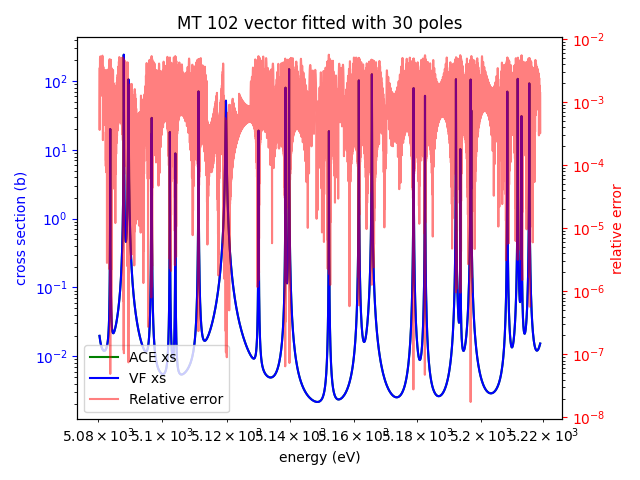 MT 102 vector fitted with 30 poles
cross section (b)
10²
10¹
10⁰
10⁻¹
10⁻²
10⁻²
10⁻³
10⁻⁴
10⁻⁵
10⁻⁶
10⁻⁷
10⁻⁸
relative error
ACE xs
VF xs
Relative error
5.08 × 10³ 5.1 × 10³ 5.12 × 10³ 5.14 × 10³ 5.16 × 10³ 5.18 × 10³ 5.2 × 10³ 5.22 × 10³
energy (eV)